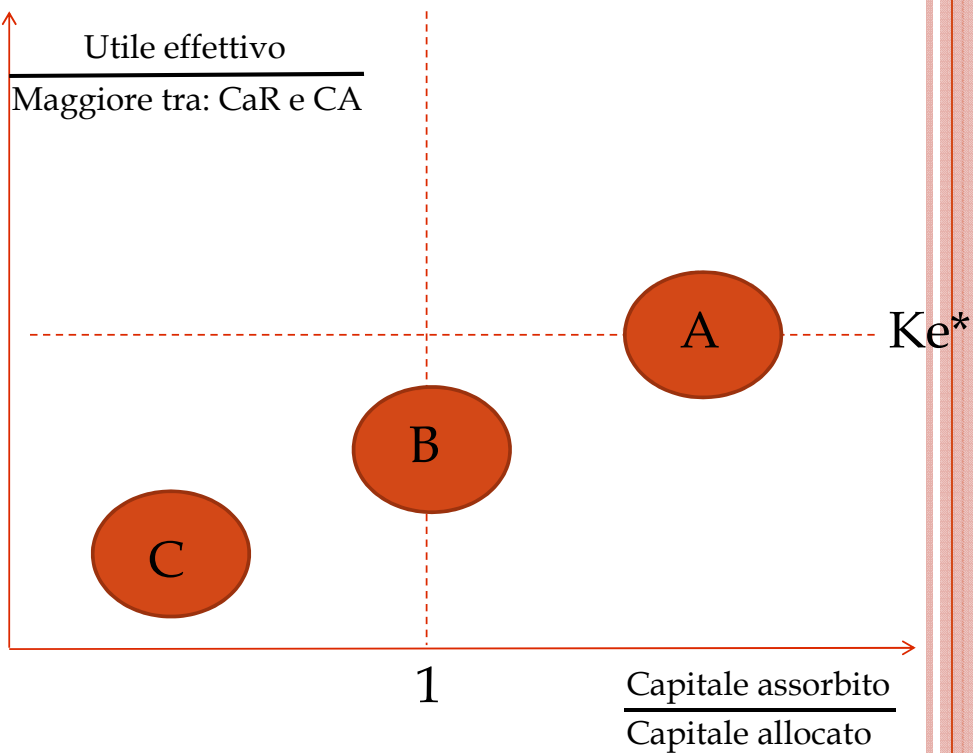 Utile effettivo
Maggiore tra: CaR e CA
A
Ke*
B
C
1
Capitale assorbito
Capitale allocato